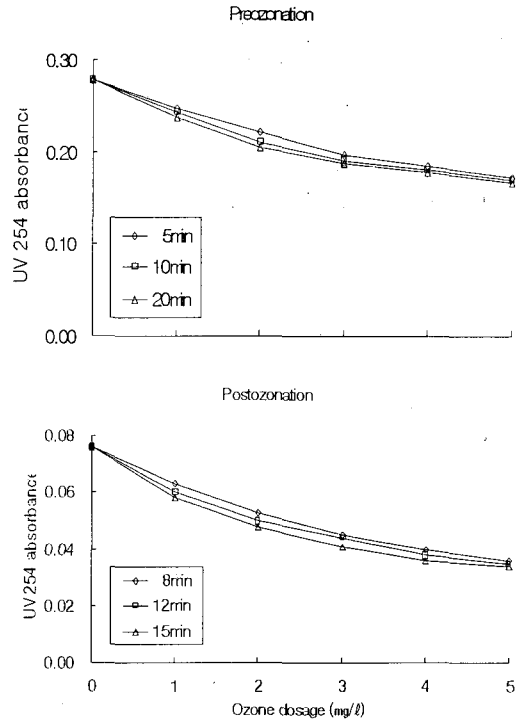 Preozonation
0.30
0.20
0.10
0.00
UV 254 absorbance
5min
10min
20min
Postozonation
0.08
0.06
0.04
0.02
0.00
UV254 absorbance
8min
12min
15min
0 1 2 3 4 5
Ozone dosage (mg/ℓ)